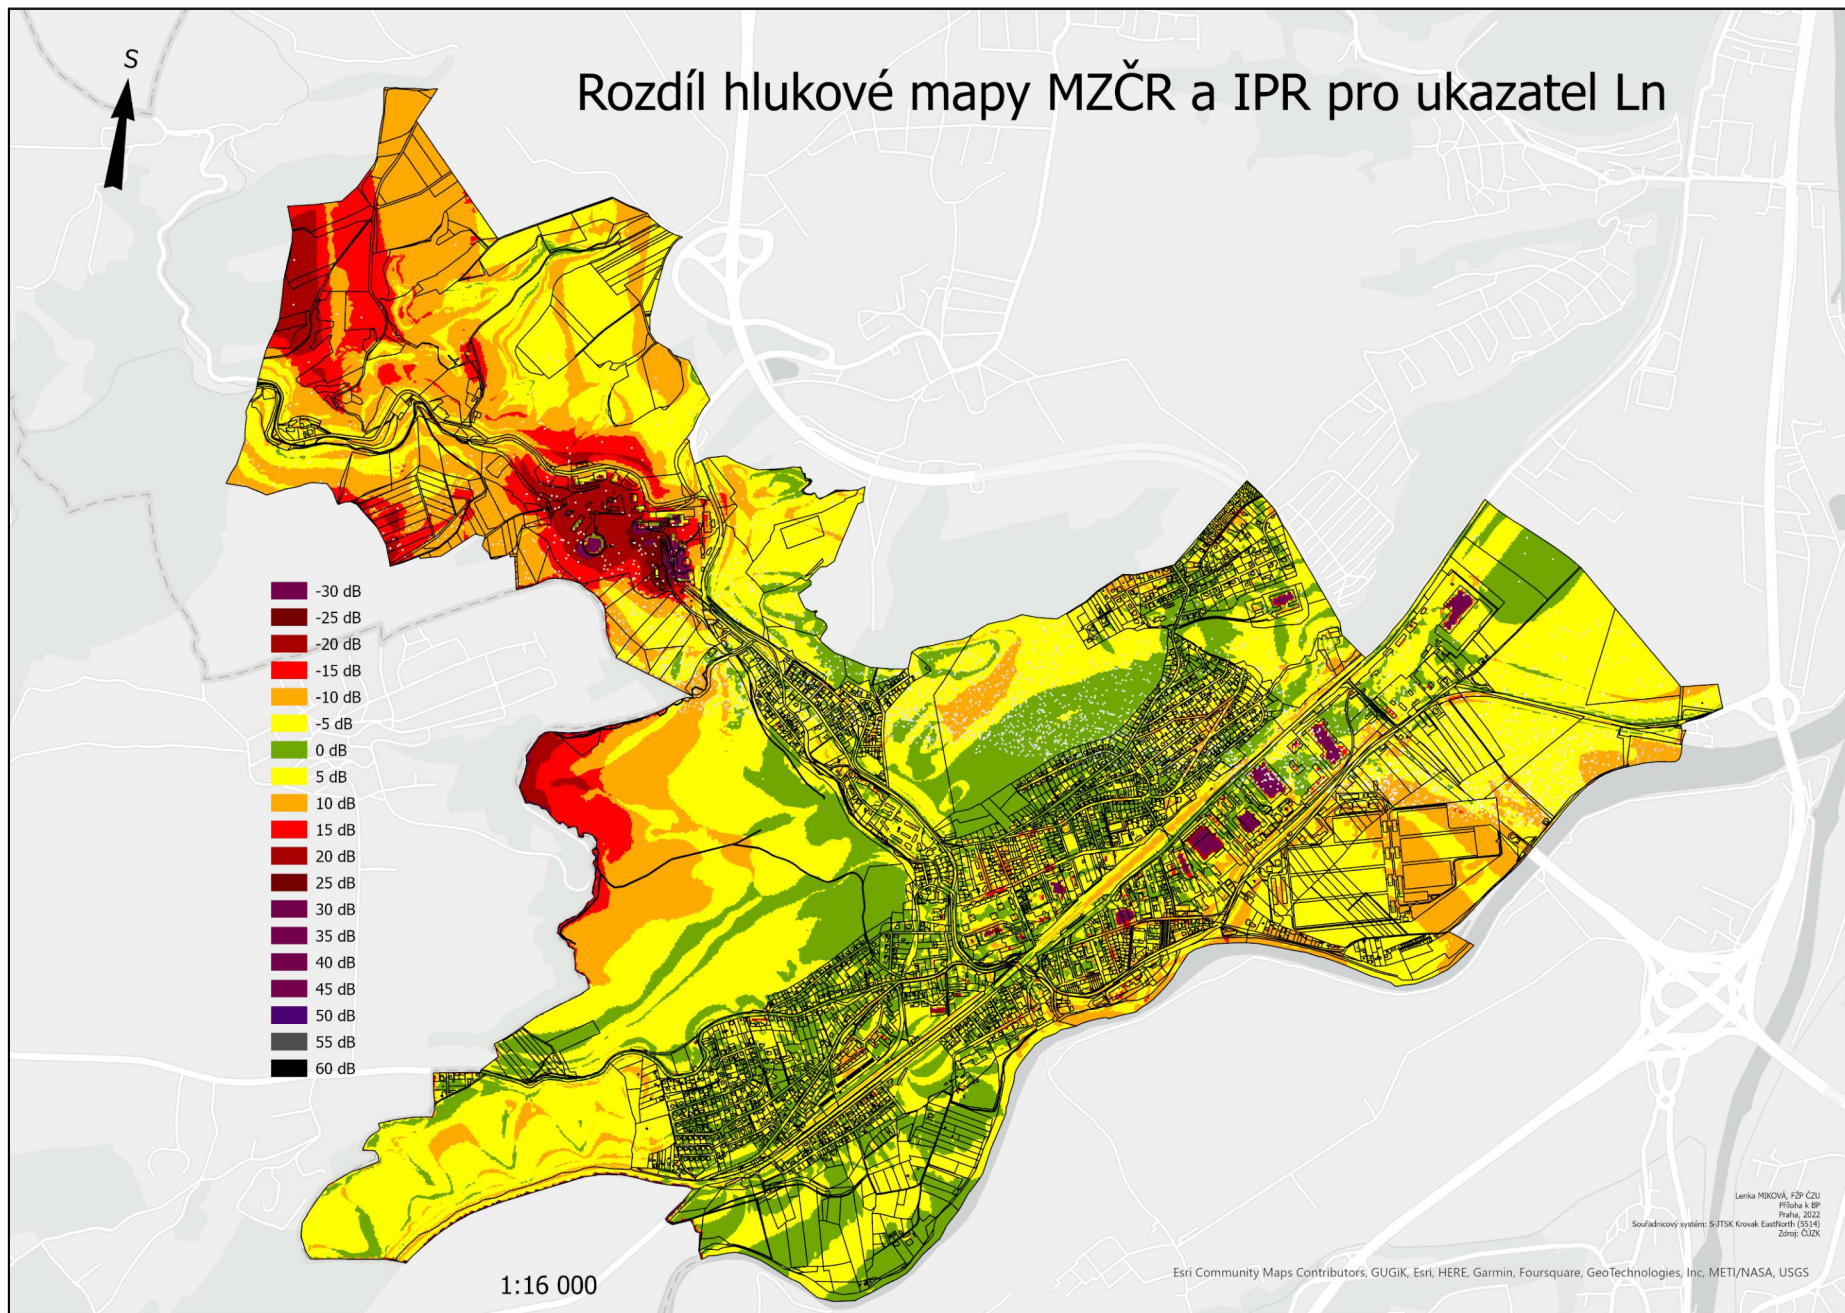 S
Rozdíl hlukové mapy MZČR a IPR pro ukazatel Ln
-30 dB
-25 dB
-20 dB
-15 dB
-10 dB
-5 dB
0 dB
5 dB
10 dB
15 dB
20 dB
25 dB
30 dB
35 dB
40 dB
45 dB
50 dB
55 dB
60 dB
1:16 000
Lenka MIKOVÁ, FŽP ČZU
Příloha k BP
Praha, 2022
Souřadnicový systém: S-JTSK Krovak EastNorth (5514)
Zdroj: ČÚZK
Esri Community Maps Contributors, GUGiK, Esri, HERE, Garmin, Foursquare, GeoTechnologies, Inc, METI/NASA, USGS